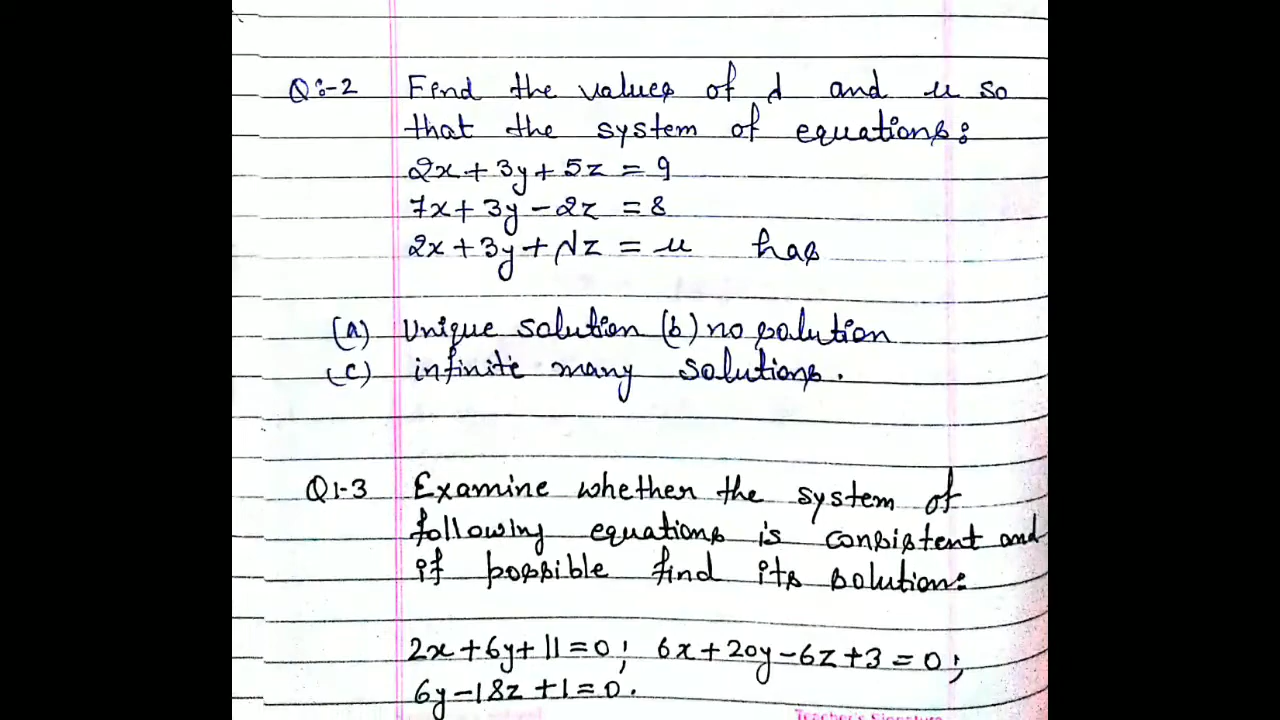 Q:-2 Find the values of λ and μ so
that the system of equations:
2x + 3y + 5z = 9
7x + 3y - 2z = 8
2x + 3y + λz = μ has
(a) Unique solution (b) no solution
(c) infinite many solutions.
Q1-3 Examine whether the system of
following equations is consistent and
if possible find its solution:
2x + 6y + 11 = 0; 6x + 20y - 6z + 3 = 0;
6y - 18z + 1 = 0.
Teacher's Signature